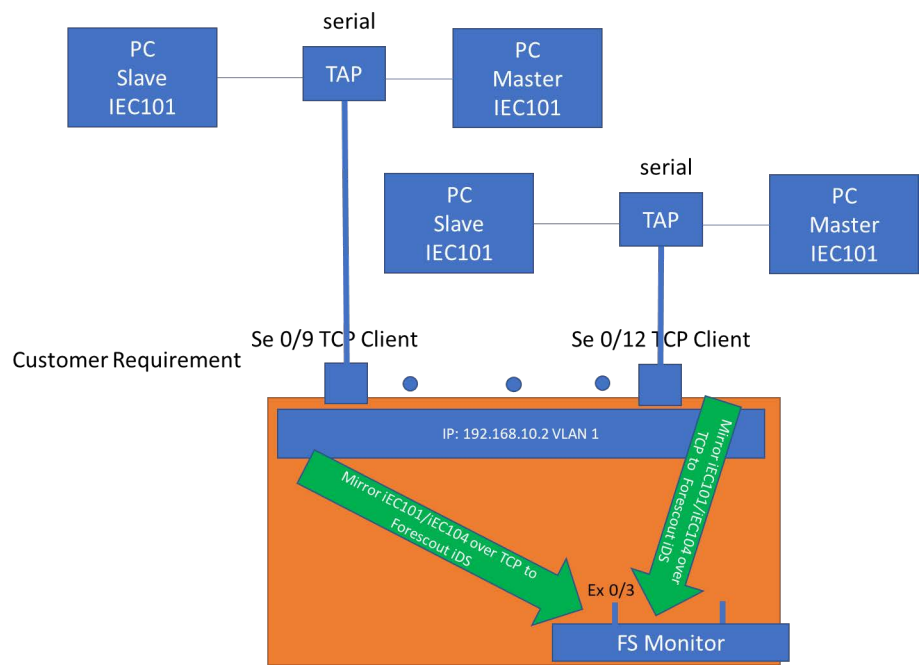 serial
PC
Slave
IEC101
TAP
PC
Master
IEC101
serial
PC
Slave
IEC101
TAP
PC
Master
IEC101
Customer Requirement
Se 0/9 TCP Client
Se 0/12 TCP Client
IP: 192.168.10.2 VLAN 1
Mirror iEC101/iEC104 over TCP to
Forescout iDS
Mirror iEC101/iEC104 over
TCP to Forescout iDS
Ex 0/3
FS Monitor